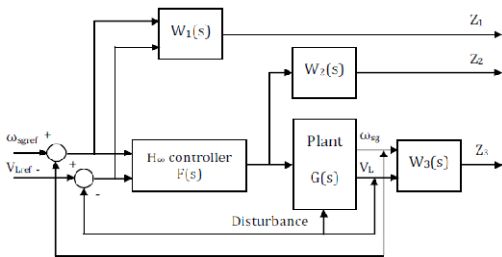 Z₁
W₁(s)
Z₂
W₂(s)
ωsgref
+
+
VLref
-
-
H∞ controller
F(s)
Plant
G(s)
ωsg
VL
W₃(s)
Z₃
Disturbance